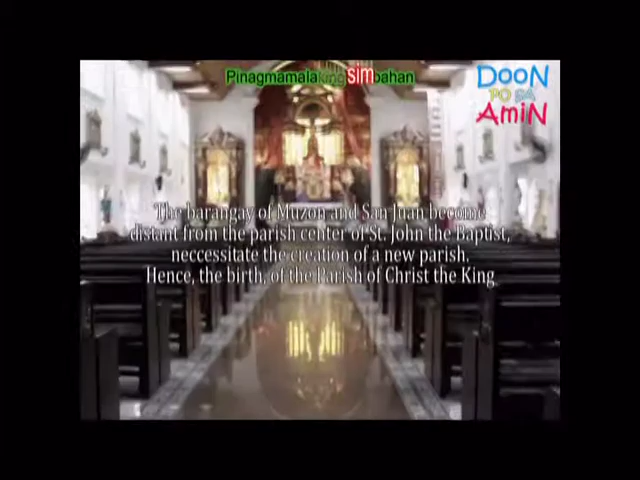 Pinagmamalaking SIMbahan
DOON
PO SA
AMiN
The barangay of Muzon and San Juan become
distant from the parish center of St. John the Baptist,
neccessitate the creation of a new parish.
Hence, the birth, of the Parish of Christ the King